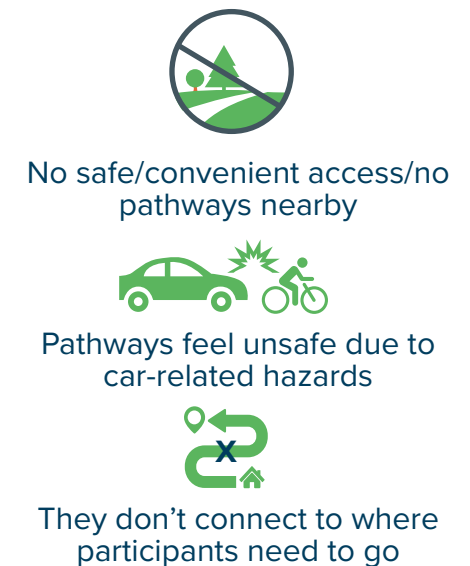 No safe/convenient access/no
pathways nearby
Pathways feel unsafe due to
car-related hazards
x
They don’t connect to where
participants need to go